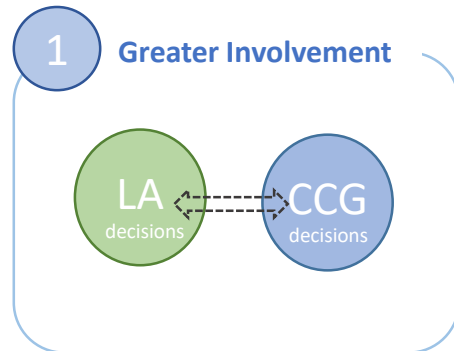 1
Greater Involvement
LA
decisions
CCG
decisions